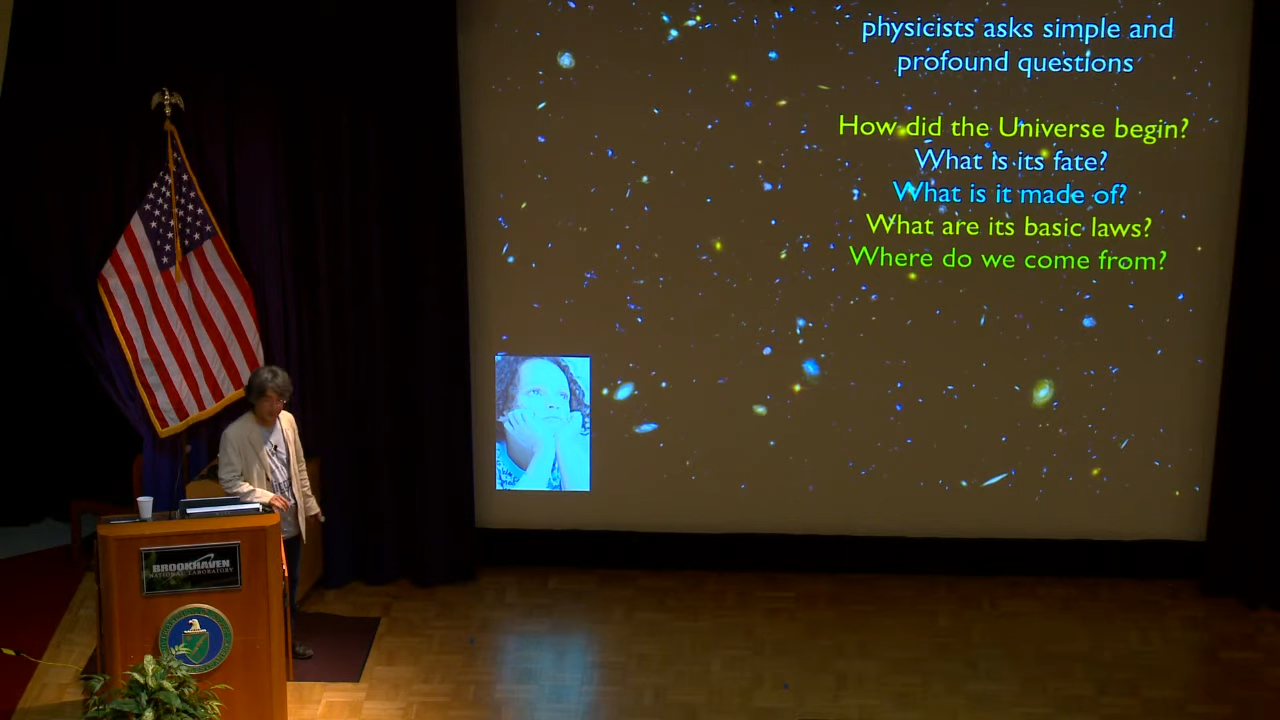 physicists asks simple and
profound questions
How did the Universe begin?
What is its fate?
What is it made of?
What are its basic laws?
Where do we come from?
BROOKHAVEN
NATIONAL LABORATORY